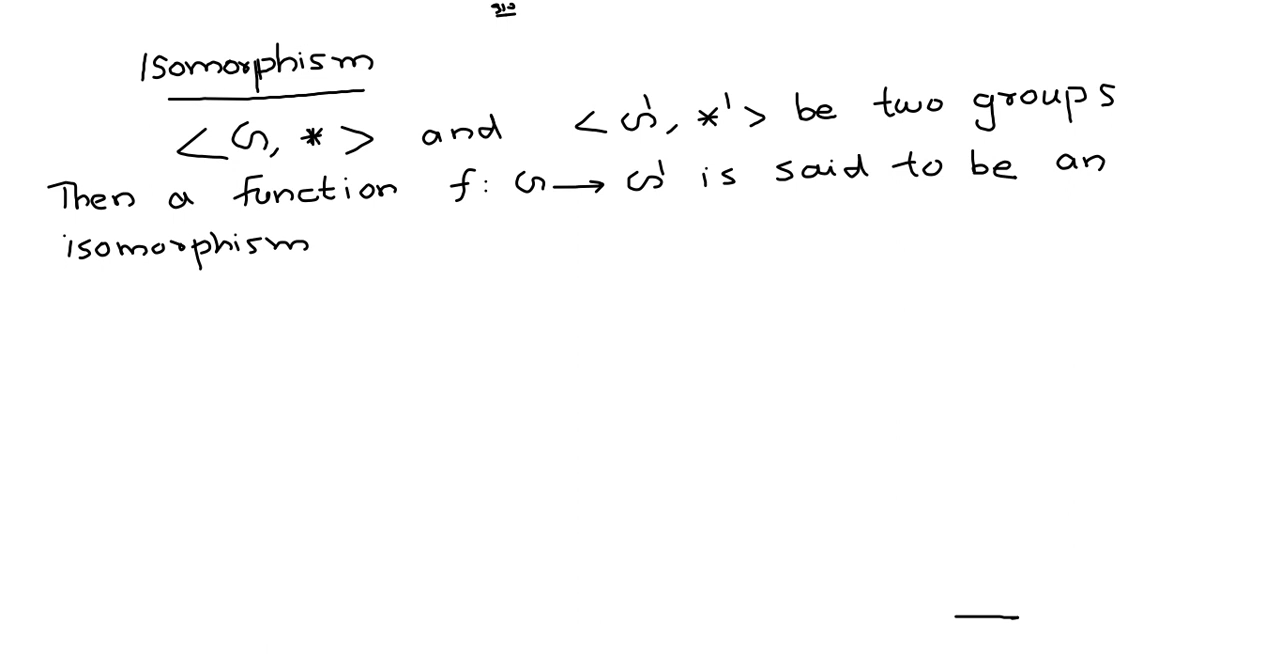 Isomorphism
<G, *> and <G', *'> be two groups
Then a function f: G → G' is said to be an
isomorphism